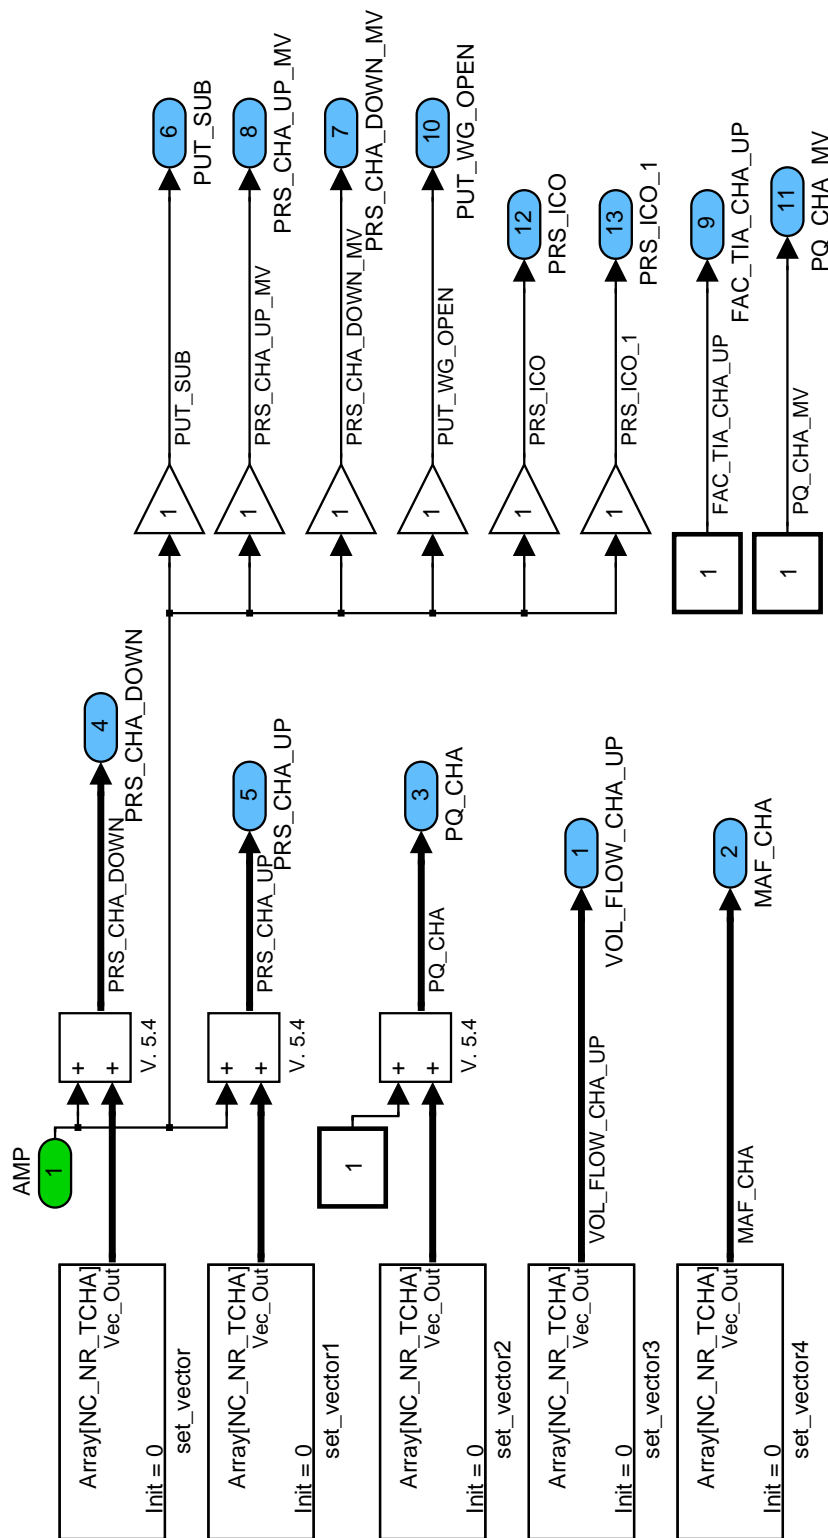 AMP
1
Array[NC_NR_TCHA]
Vec_Out
Init = 0
set_vector
+
+
V. 5.4
PRS_CHA_DOWN
4
PRS_CHA_DOWN
Array[NC_NR_TCHA]
Vec_Out
Init = 0
set_vector1
+
+
V. 5.4
PRS_CHA_UP
5
PRS_CHA_UP
1
Array[NC_NR_TCHA]
Vec_Out
Init = 0
set_vector2
+
+
V. 5.4
PQ_CHA
3
PQ_CHA
Array[NC_NR_TCHA]
Vec_Out
Init = 0
set_vector3
VOL_FLOW_CHA_UP
1
VOL_FLOW_CHA_UP
Array[NC_NR_TCHA]
Vec_Out
Init = 0
set_vector4
MAF_CHA
2
MAF_CHA
1
PUT_SUB
6
PUT_SUB
1
PRS_CHA_UP_MV
8
PRS_CHA_UP_MV
1
PRS_CHA_DOWN_MV
7
PRS_CHA_DOWN_MV
1
PUT_WG_OPEN
10
PUT_WG_OPEN
1
PRS_ICO
12
PRS_ICO
1
PRS_ICO_1
13
PRS_ICO_1
1
FAC_TIA_CHA_UP
9
FAC_TIA_CHA_UP
1
PQ_CHA_MV
11
PQ_CHA_MV